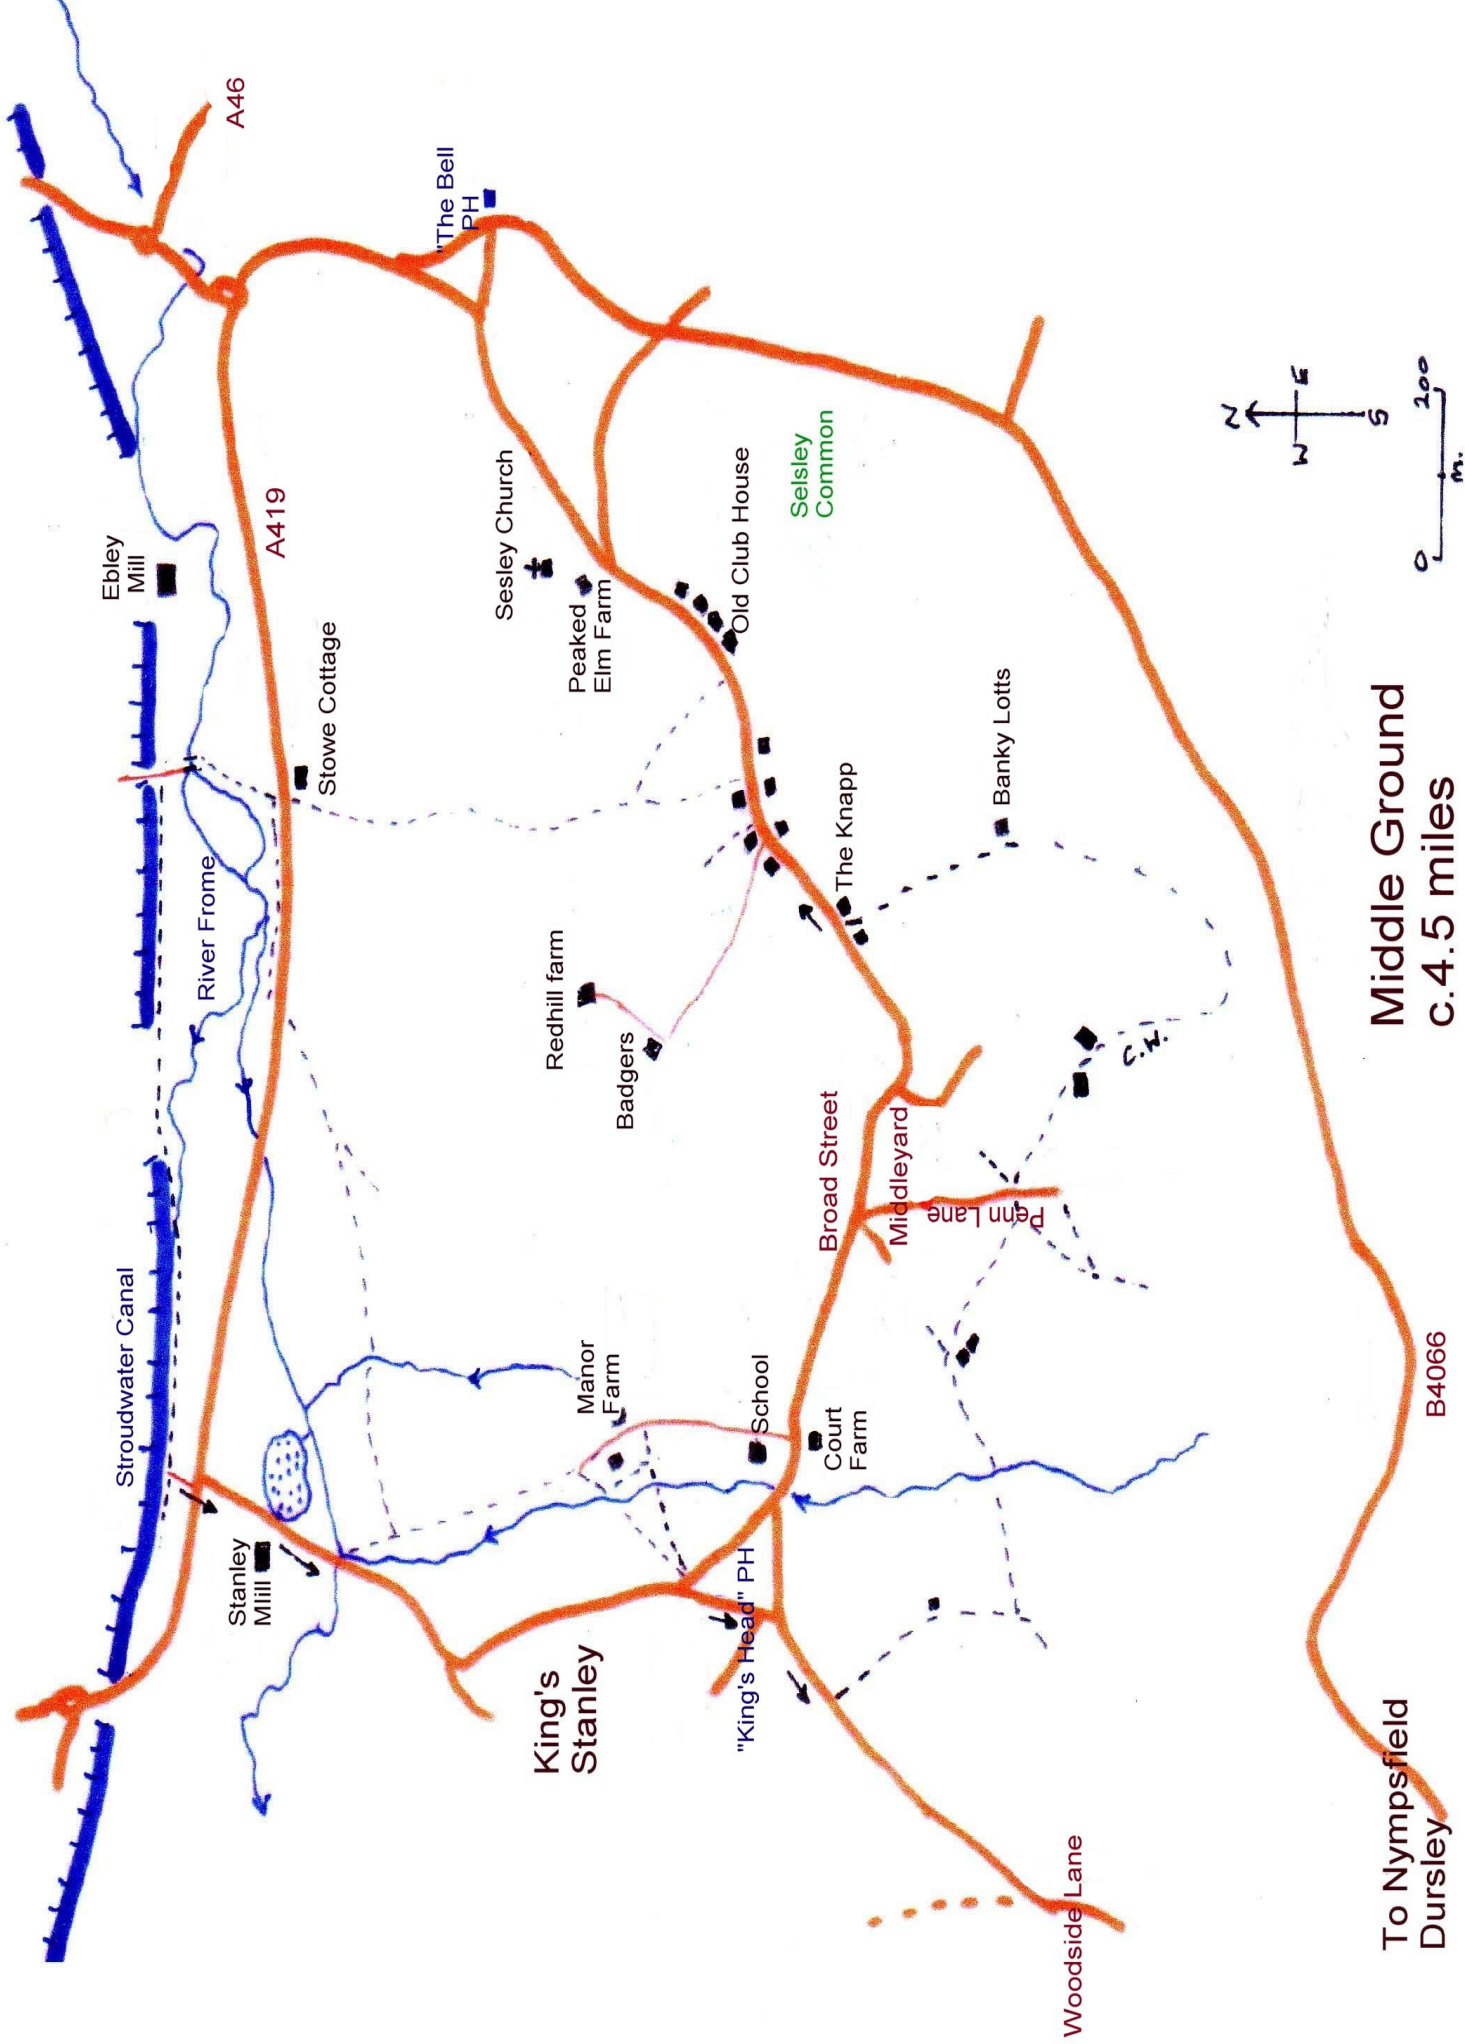 A46
"The Bell
PH
Ebley
Mill
A419
Stowe Cottage
Sesley Church
Peaked
Elm Farm
Old Club House
Selsley
Common
River Frome
Redhill farm
Badgers
The Knapp
Banky Lotts
C.W.
Stroudwater Canal
Broad Street
Middleyard
Penn Lane
Manor
Farm
School
Court
Farm
Stanley
MIill
King's
Stanley
"King's Head" PH
Woodside Lane
B4066
To Nympsfield
Dursley
N
W
E
S
0
200
m.
Middle Ground
c.4.5 miles